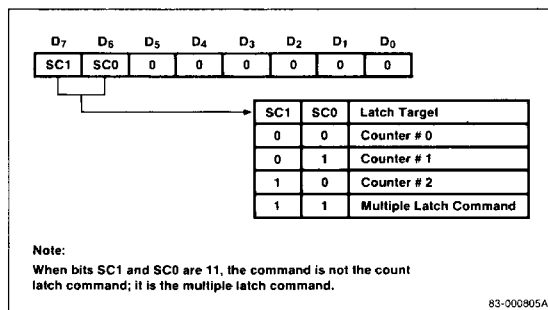 D7 D6 D5 D4 D3 D2 D1 D0
SC1 SC0 0 0 0 0 0 0
SC1 SC0 Latch Target
0 0 Counter # 0
0 1 Counter # 1
1 0 Counter # 2
1 1 Multiple Latch Command
Note:
When bits SC1 and SC0 are 11, the command is not the count
latch command; it is the multiple latch command.
83-000805A